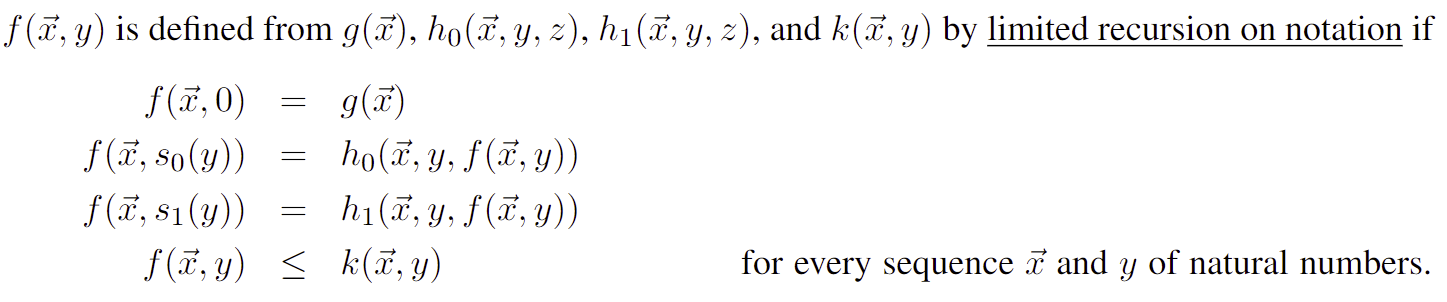 f(x⃗, y) is defined from g(x⃗), h₀(x⃗, y, z), h₁(x⃗, y, z), and k(x⃗, y) by limited recursion on notation if
f(x⃗, 0) = g(x⃗)
f(x⃗, s₀(y)) = h₀(x⃗, y, f(x⃗, y))
f(x⃗, s₁(y)) = h₁(x⃗, y, f(x⃗, y))
f(x⃗, y) ≤ k(x⃗, y) for every sequence x⃗ and y of natural numbers.